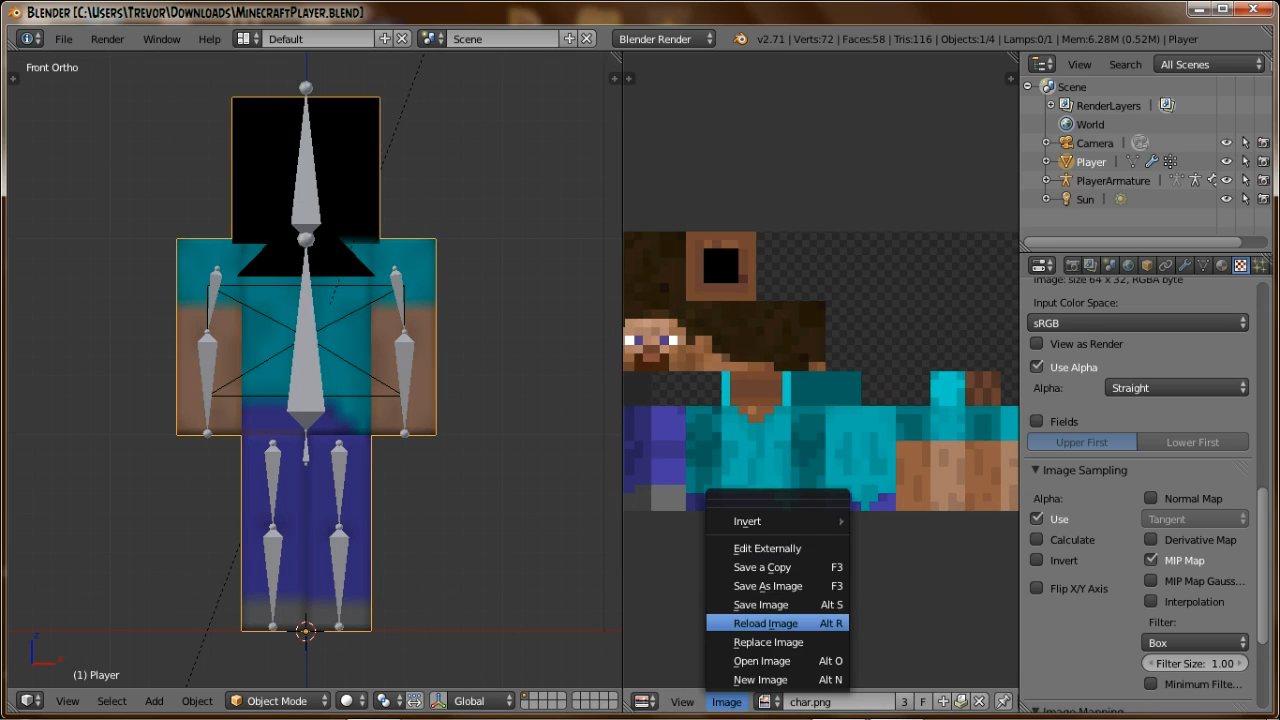 Blender [C:\Users\Trevor\Downloads\MinecraftPlayer.blend]
File Render Window Help Default Scene Blender Render v2.71 | Verts:72 | Faces:58 | Tris:116 | Objects:1/4 | Lamps:0/1 | Mem:6.28M (0.52M) | Player
Front Ortho
View Search All Scenes
Scene
RenderLayers
World
Camera
Player
PlayerArmature
Sun
Image: size 64 x 32, RGBA byte
Input Color Space:
sRGB
View as Render
Use Alpha
Alpha: Straight
Fields
Upper First Lower First
Image Sampling
Alpha: Normal Map
Use Tangent
Calculate Derivative Map
Invert MIP Map
MIP Map Gauss...
Flip X/Y Axis
Interpolation
Filter:
Box
Filter Size: 1.00
Minimum Filte...
Image Mapping
Invert
Edit Externally
Save a Copy F3
Save As Image F3
Save Image Alt S
Reload Image Alt R
Replace Image
Open Image Alt O
New Image Alt N
z
x
(1) Player
View Select Add Object Object Mode Global
View Image char.png 3 F